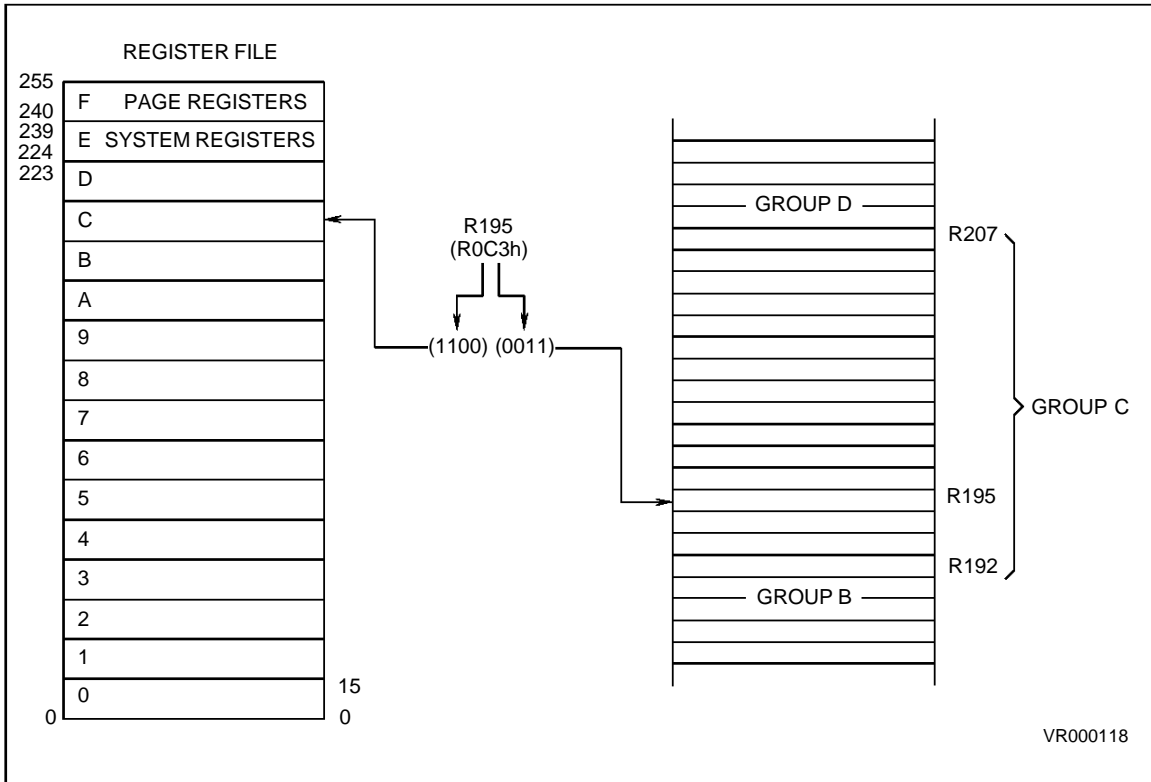 REGISTER FILE
255
240
239
224
223
F PAGE REGISTERS
E SYSTEM REGISTERS
D
C
B
A
9
8
7
6
5
4
3
2
1
0
15
0
0
R195
(R0C3h)
(1100) (0011)
GROUP D
R207
GROUP C
R195
R192
GROUP B
VR000118